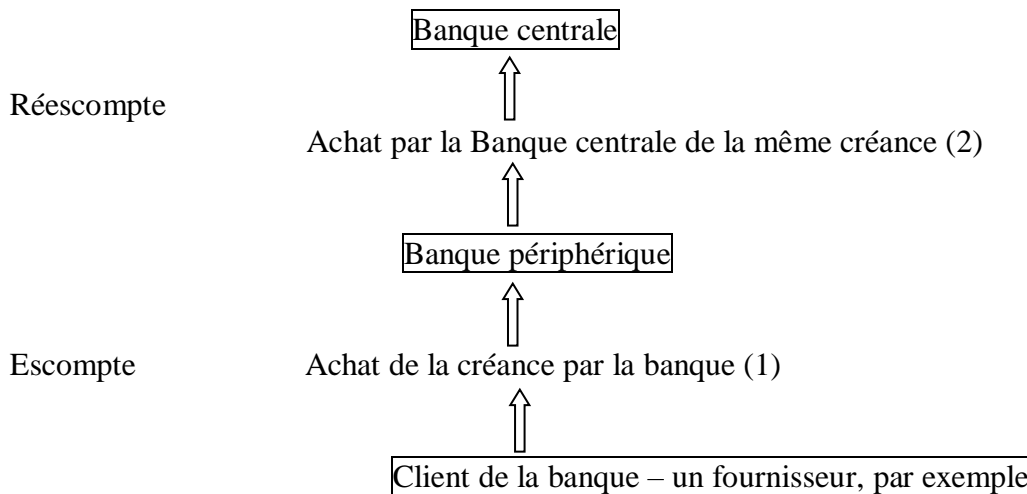 Banque centrale
Réescompte
Achat par la Banque centrale de la même créance (2)
Banque périphérique
Escompte
Achat de la créance par la banque (1)
Client de la banque – un fournisseur, par exemple